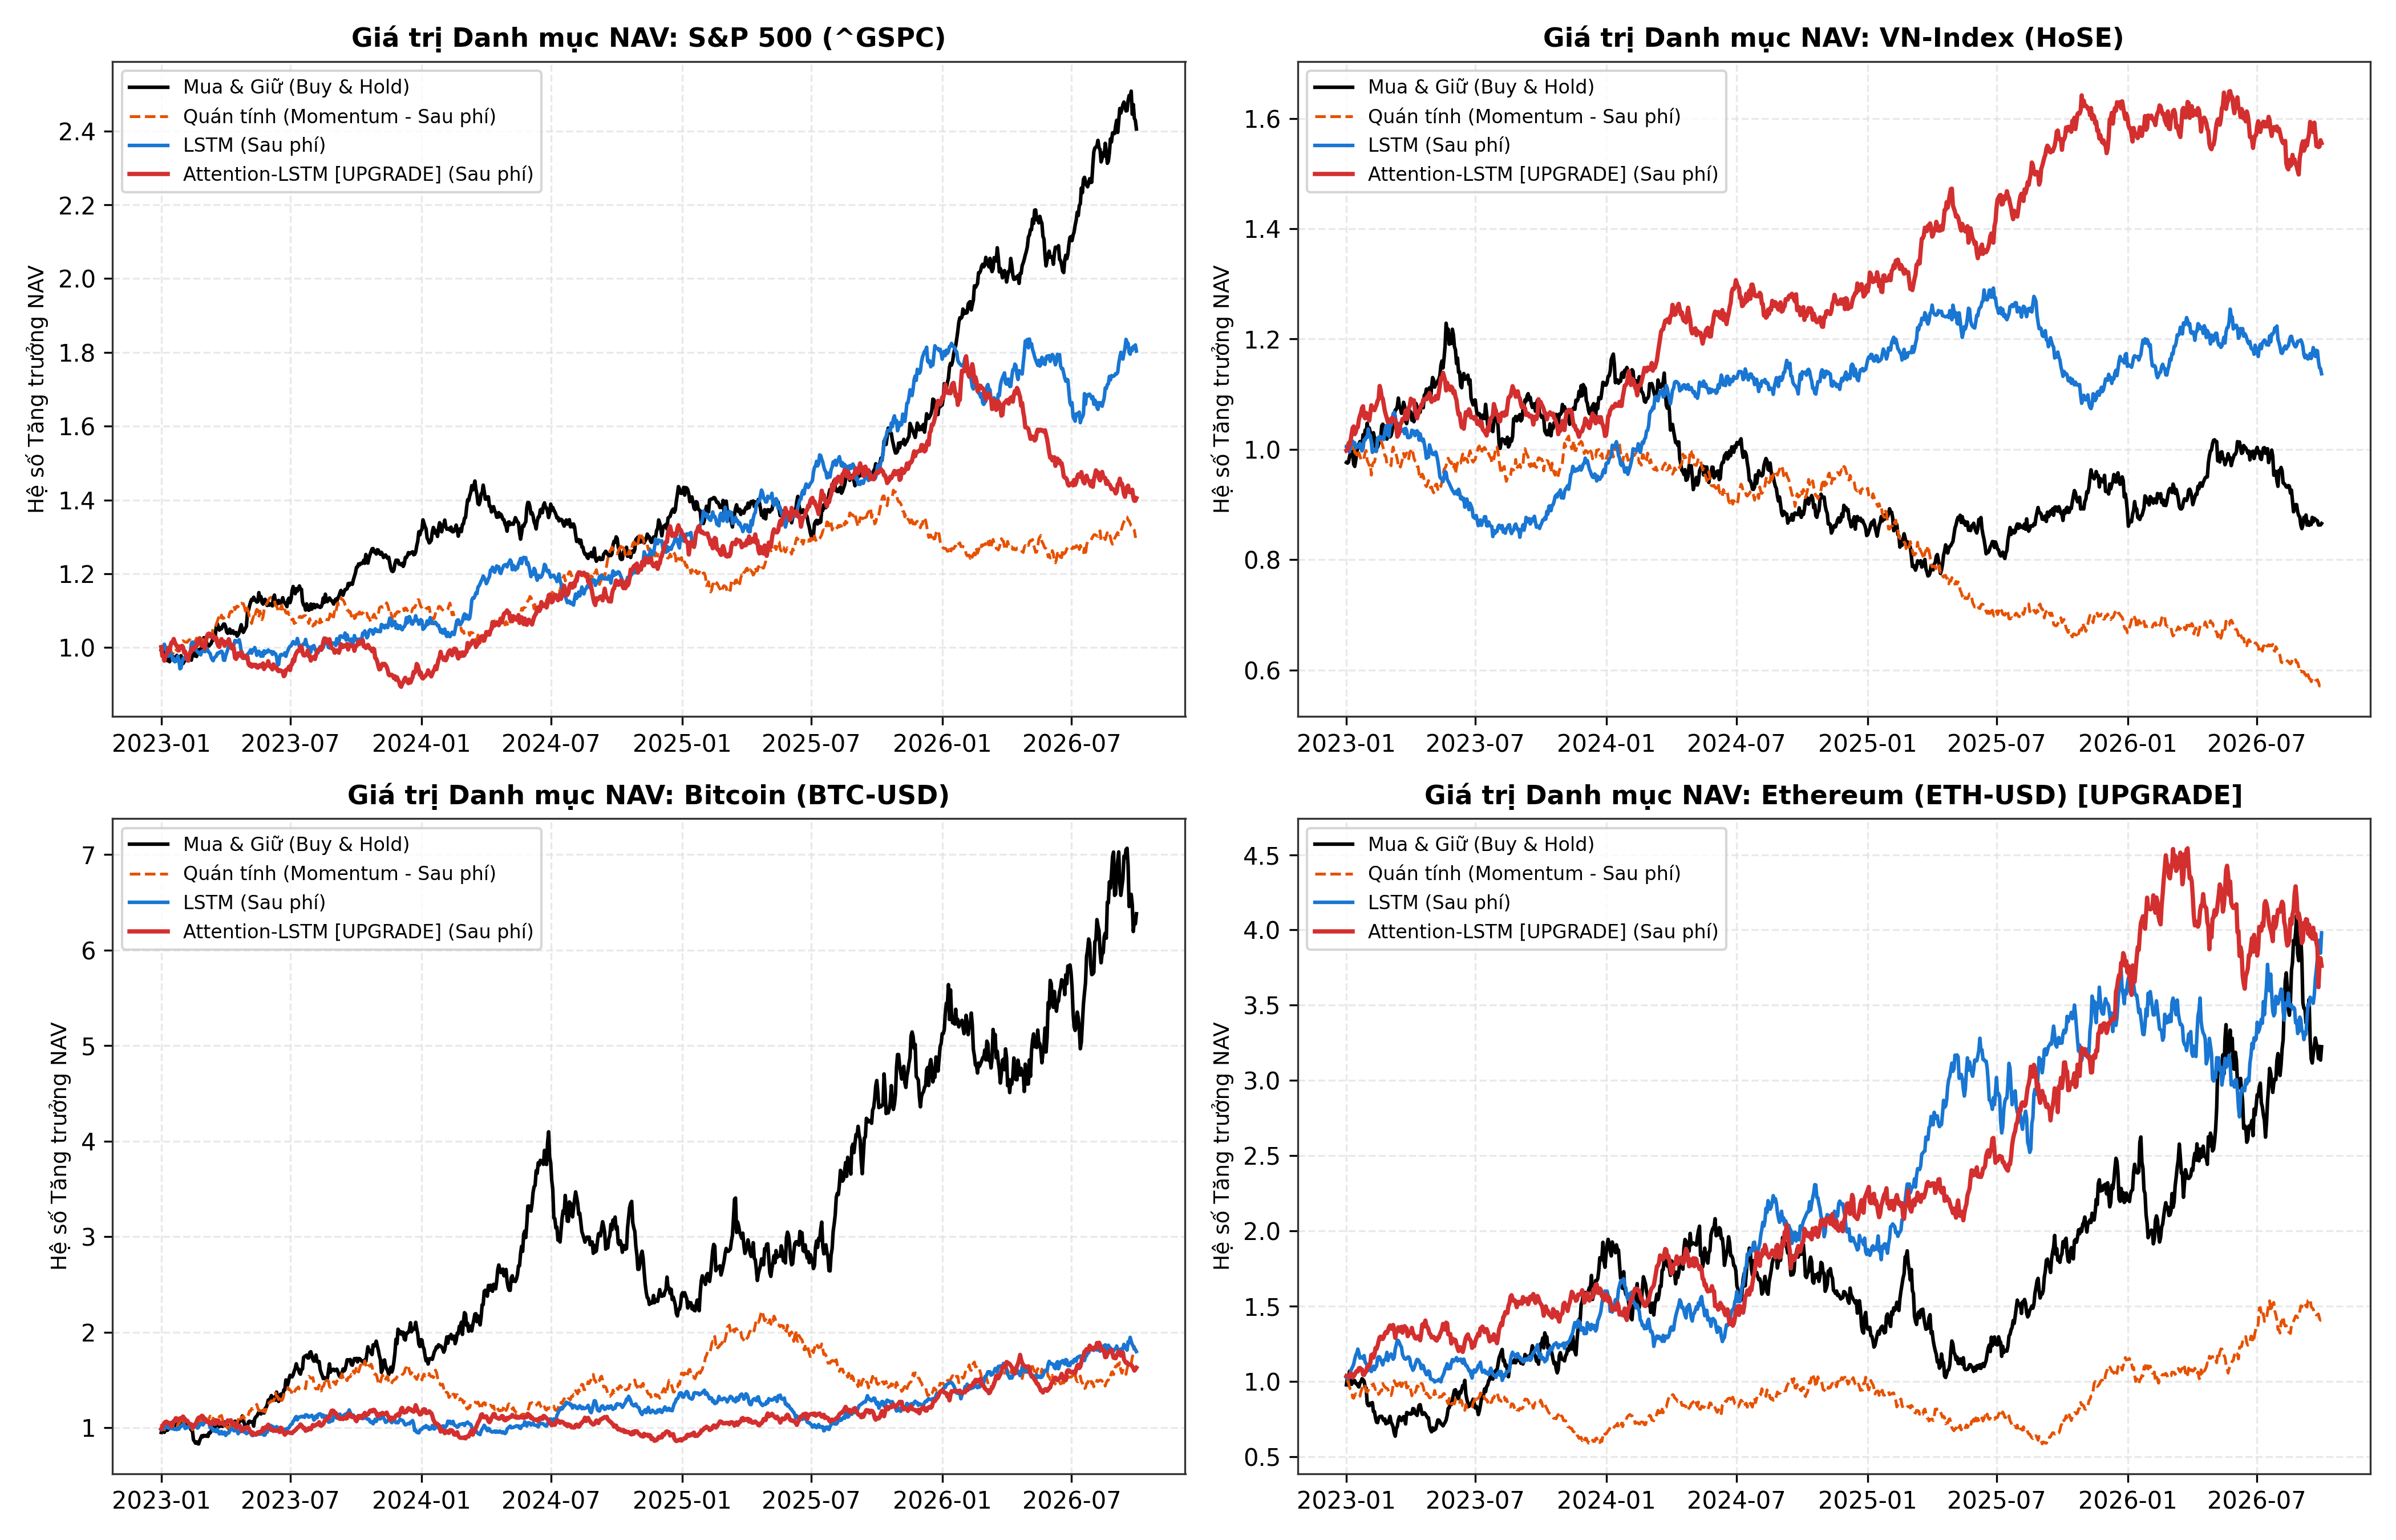 Giá trị Danh mục NAV: S&P 500 (^GSPC)
Mua & Giữ (Buy & Hold)
Quán tính (Momentum - Sau phí)
LSTM (Sau phí)
Attention-LSTM [UPGRADE] (Sau phí)
Hệ số Tăng trưởng NAV
2.4
2.2
2.0
1.8
1.6
1.4
1.2
1.0
2023-01 2023-07 2024-01 2024-07 2025-01 2025-07 2026-01 2026-07
Giá trị Danh mục NAV: VN-Index (HoSE)
Mua & Giữ (Buy & Hold)
Quán tính (Momentum - Sau phí)
LSTM (Sau phí)
Attention-LSTM [UPGRADE] (Sau phí)
Hệ số Tăng trưởng NAV
1.6
1.4
1.2
1.0
0.8
0.6
2023-01 2023-07 2024-01 2024-07 2025-01 2025-07 2026-01 2026-07
Giá trị Danh mục NAV: Bitcoin (BTC-USD)
Mua & Giữ (Buy & Hold)
Quán tính (Momentum - Sau phí)
LSTM (Sau phí)
Attention-LSTM [UPGRADE] (Sau phí)
Hệ số Tăng trưởng NAV
7
6
5
4
3
2
1
2023-01 2023-07 2024-01 2024-07 2025-01 2025-07 2026-01 2026-07
Giá trị Danh mục NAV: Ethereum (ETH-USD) [UPGRADE]
Mua & Giữ (Buy & Hold)
Quán tính (Momentum - Sau phí)
LSTM (Sau phí)
Attention-LSTM [UPGRADE] (Sau phí)
Hệ số Tăng trưởng NAV
4.5
4.0
3.5
3.0
2.5
2.0
1.5
1.0
0.5
2023-01 2023-07 2024-01 2024-07 2025-01 2025-07 2026-01 2026-07